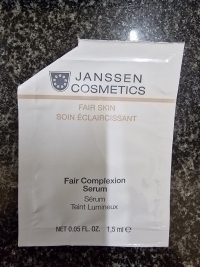 JANSSEN
COSMETICS
FAIR SKIN
SOIN ÉCLAIRCISSANT
Fair Complexion
Serum
Sérum
Teint Lumineux
NET 0.05 FL. OZ. 1,5 ml ℮